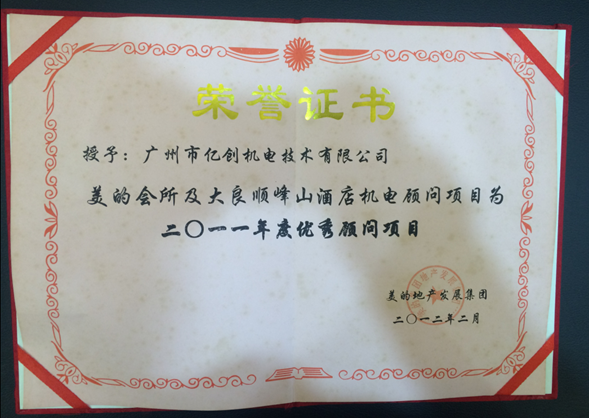 荣誉证书
授予：广州市亿创机电技术有限公司
美的会所及大良顺峰山酒店机电顾问项目为
二〇一一年度优秀顾问项目
美的地产发展集团
二〇一二年二月